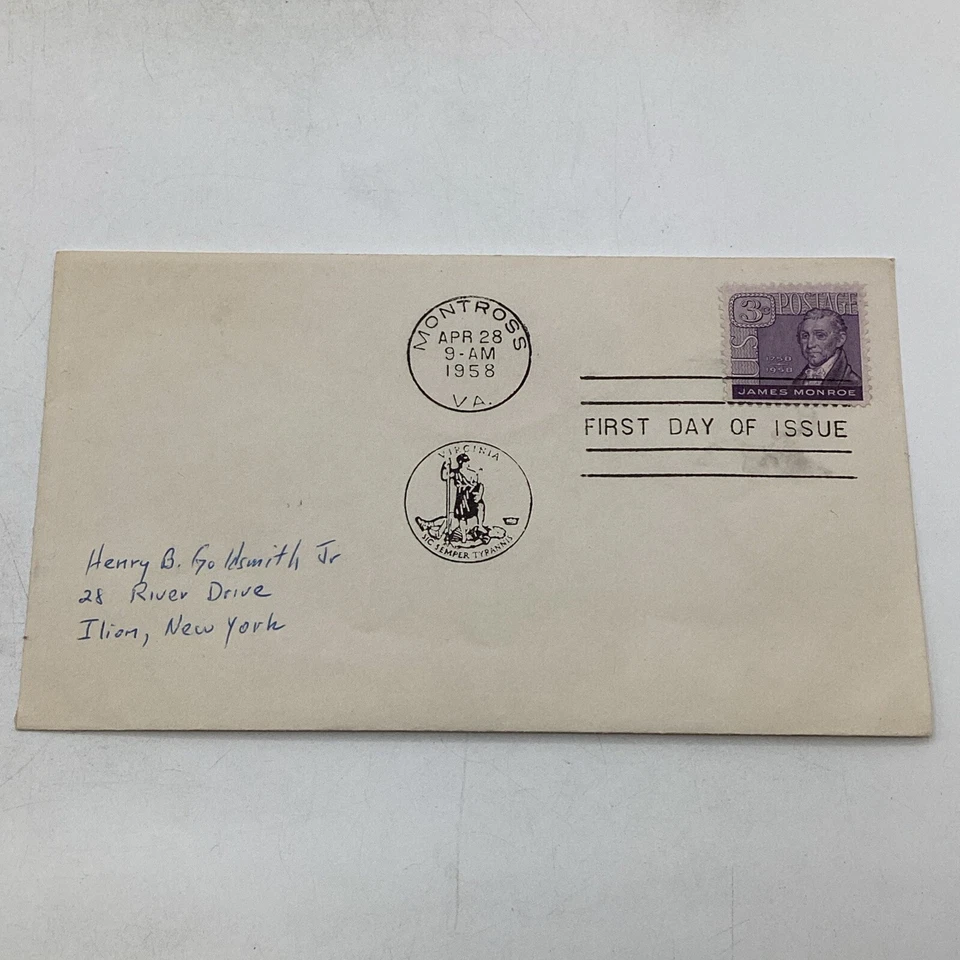 MONTROSS
APR 28
9-AM
1958
VA.
3¢ POSTAGE
US
1758
1958
JAMES MONROE
FIRST DAY OF ISSUE
VIRGINIA
SIC SEMPER TYRANNIS
Henry B. Goldsmith Jr
28 River Drive
Ilion, New York